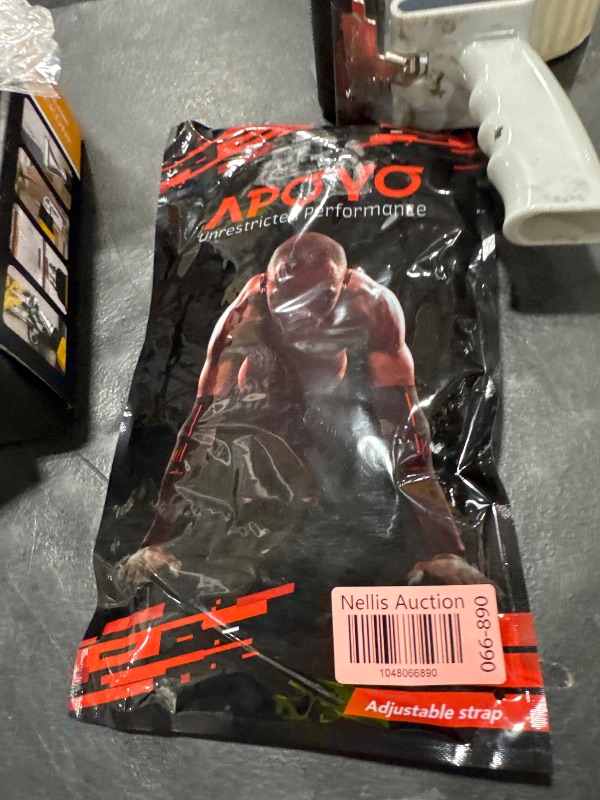 APOYO
Unrestricted Performance
Nellis Auction
1048066890
066-890
Adjustable strap